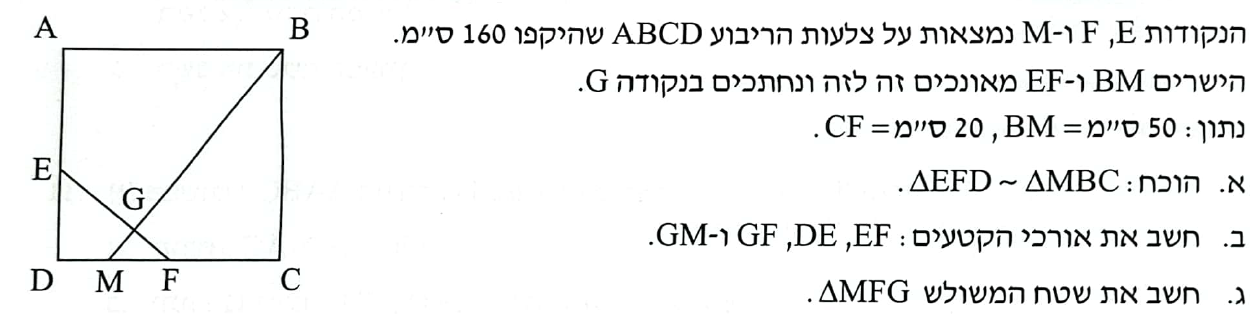 הנקודות F ,E ו-M נמצאות על צלעות הריבוע ABCD שהיקפו 160 ס״מ.
הישרים BM ו-EF מאונכים זה לזה ונחתכים בנקודה G.
נתון: 50 ס״מ = BM , 20 ס״מ = CF .
א. הוכח: ΔEFD ~ ΔMBC .
ב. חשב את אורכי הקטעים: GF ,DE ,EF ו-GM.
ג. חשב את שטח המשולש ΔMFG .
A
B
E
G
D
M
F
C